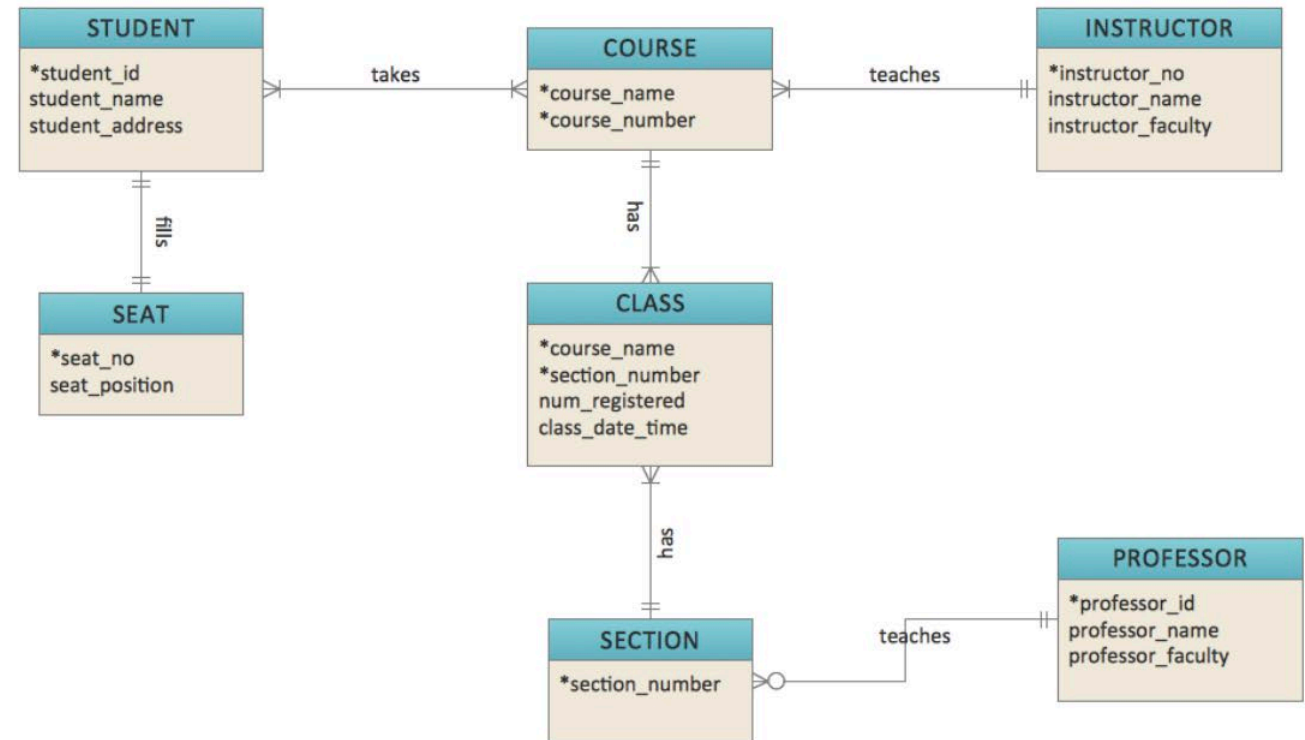 STUDENT
*student_id
student_name
student_address
takes
COURSE
*course_name
*course_number
teaches
INSTRUCTOR
*instructor_no
instructor_name
instructor_faculty
fills
has
SEAT
*seat_no
seat_position
CLASS
*course_name
*section_number
num_registered
class_date_time
has
SECTION
*section_number
teaches
PROFESSOR
*professor_id
professor_name
professor_faculty